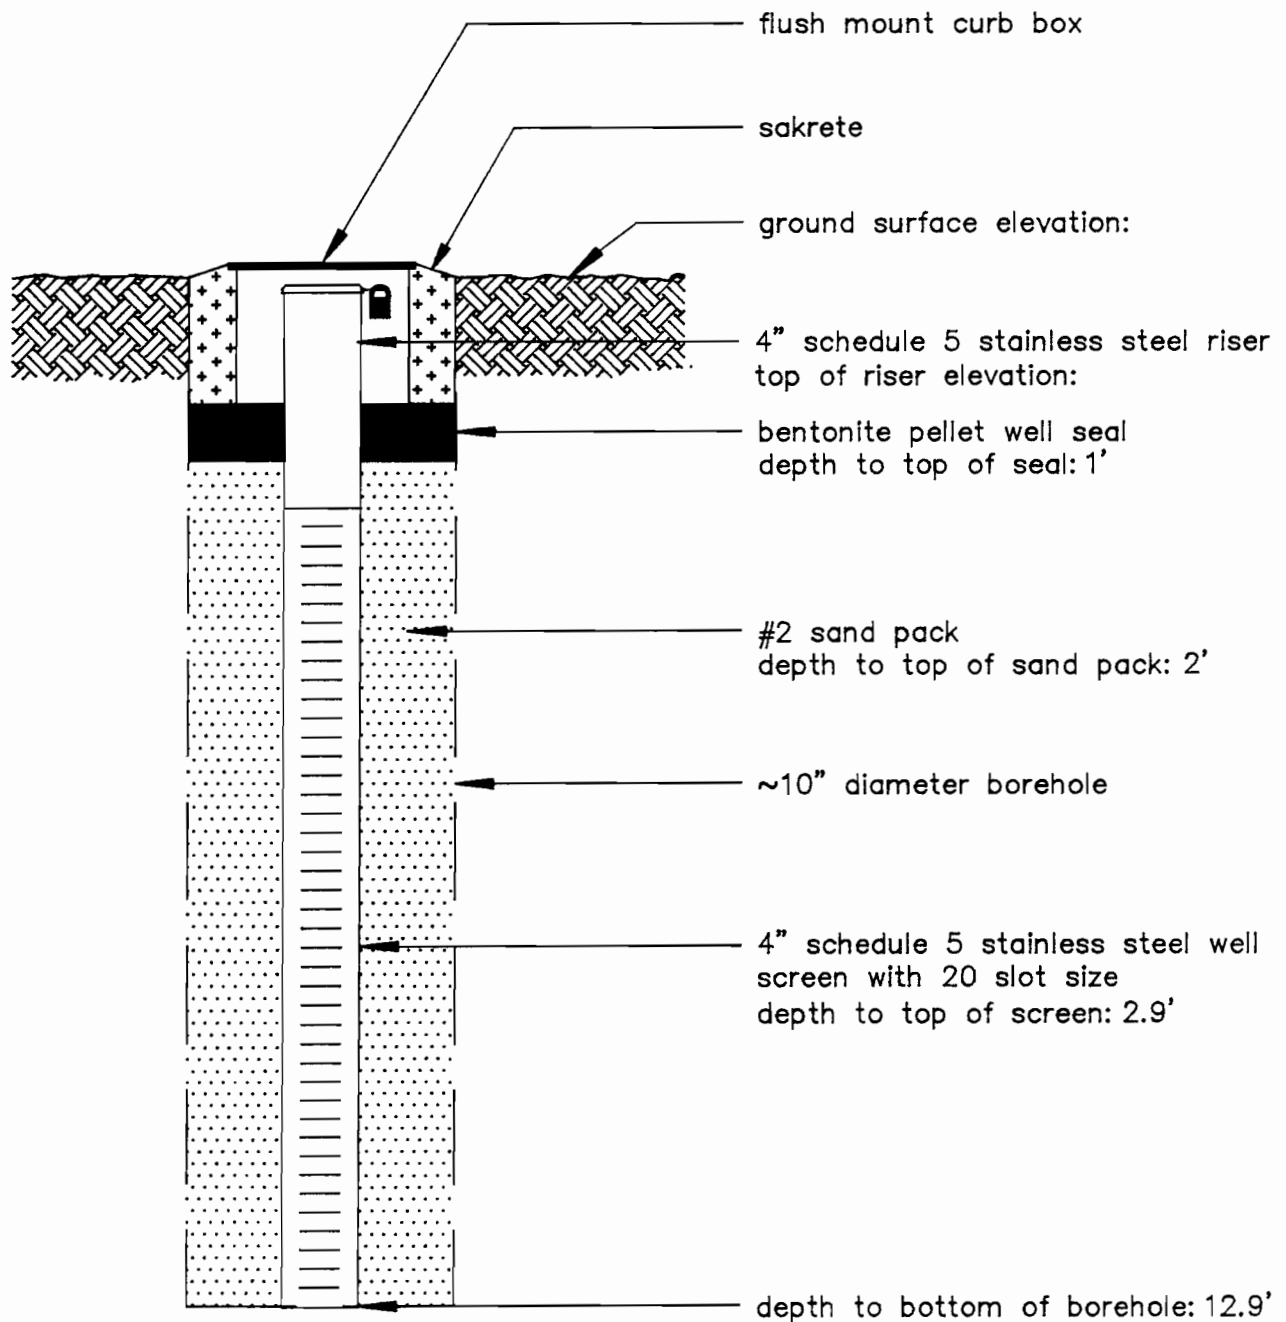 flush mount curb box
sakrete
ground surface elevation:
4" schedule 5 stainless steel riser
top of riser elevation:
bentonite pellet well seal
depth to top of seal: 1'
#2 sand pack
depth to top of sand pack: 2'
~10" diameter borehole
4" schedule 5 stainless steel well
screen with 20 slot size
depth to top of screen: 2.9'
depth to bottom of borehole: 12.9'